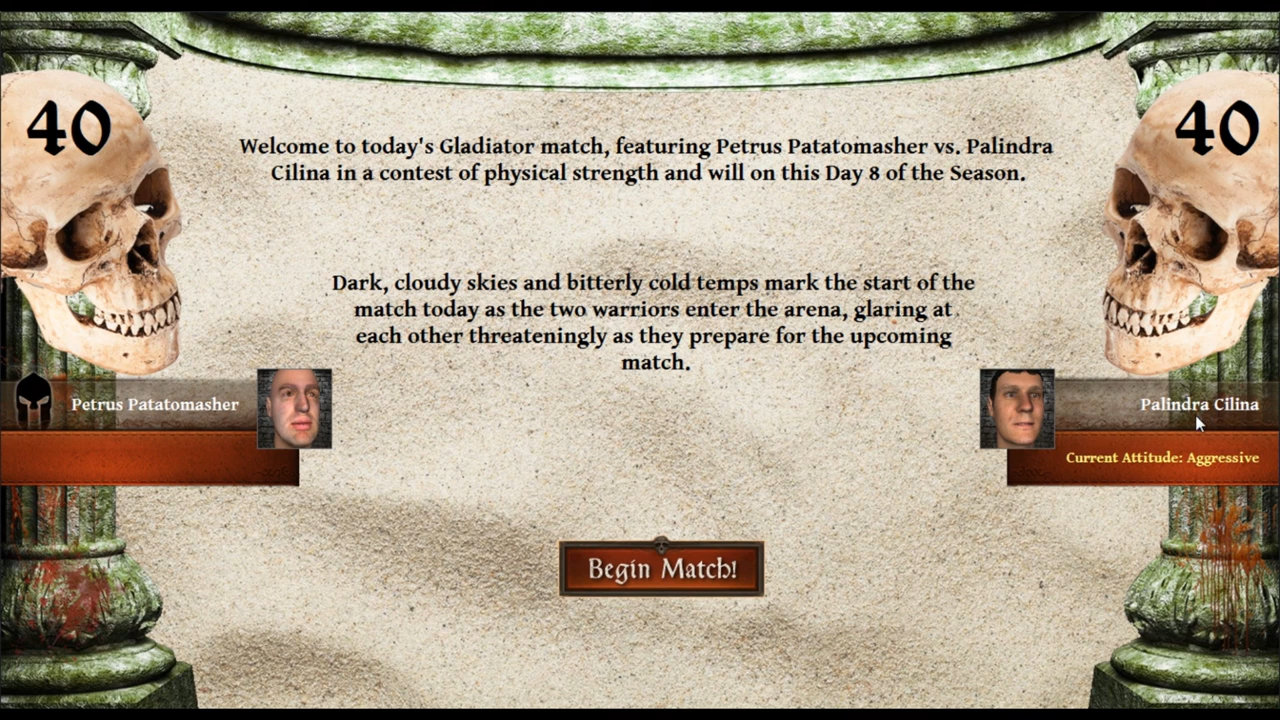 40
40
Welcome to today's Gladiator match, featuring Petrus Patatomasher vs. Palindra
Cilina in a contest of physical strength and will on this Day 8 of the Season.
Dark, cloudy skies and bitterly cold temps mark the start of the
match today as the two warriors enter the arena, glaring at
each other threateningly as they prepare for the upcoming
match.
Petrus Patatomasher
Palindra Cilina
Current Attitude: Aggressive
Begin Match!